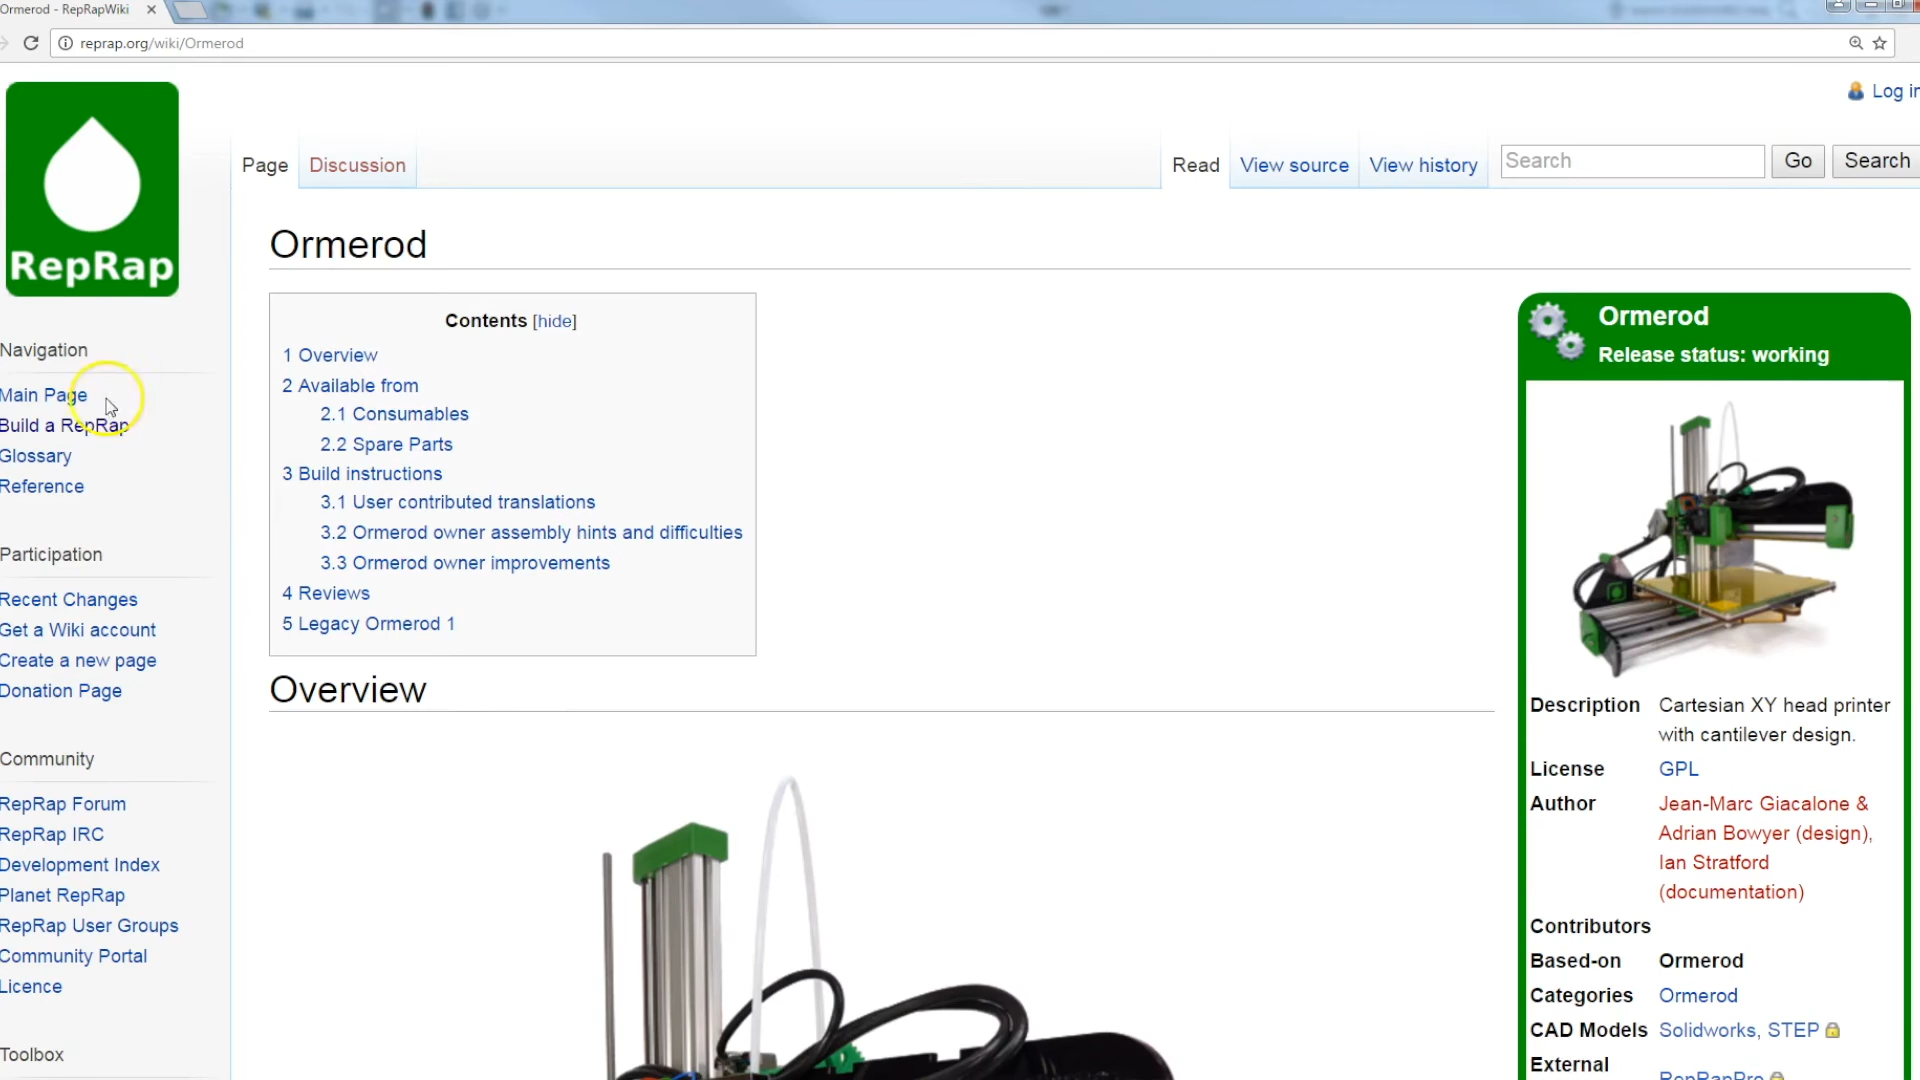 Ormerod - RepRapWiki
reprap.org/wiki/Ormerod
Log in
RepRap
Page
Discussion
Read
View source
View history
Search
Go
Search
Ormerod
Contents [hide]
1 Overview
2 Available from
2.1 Consumables
2.2 Spare Parts
3 Build instructions
3.1 User contributed translations
3.2 Ormerod owner assembly hints and difficulties
3.3 Ormerod owner improvements
4 Reviews
5 Legacy Ormerod 1
Overview
Navigation
Main Page
Build a RepRap
Glossary
Reference
Participation
Recent Changes
Get a Wiki account
Create a new page
Donation Page
Community
RepRap Forum
RepRap IRC
Development Index
Planet RepRap
RepRap User Groups
Community Portal
Licence
Toolbox
Ormerod
Release status: working
Description Cartesian XY head printer
with cantilever design.
License GPL
Author Jean-Marc Giacalone &
Adrian Bowyer (design),
Ian Stratford
(documentation)
Contributors
Based-on Ormerod
Categories Ormerod
CAD Models Solidworks, STEP
External
RepRapPro